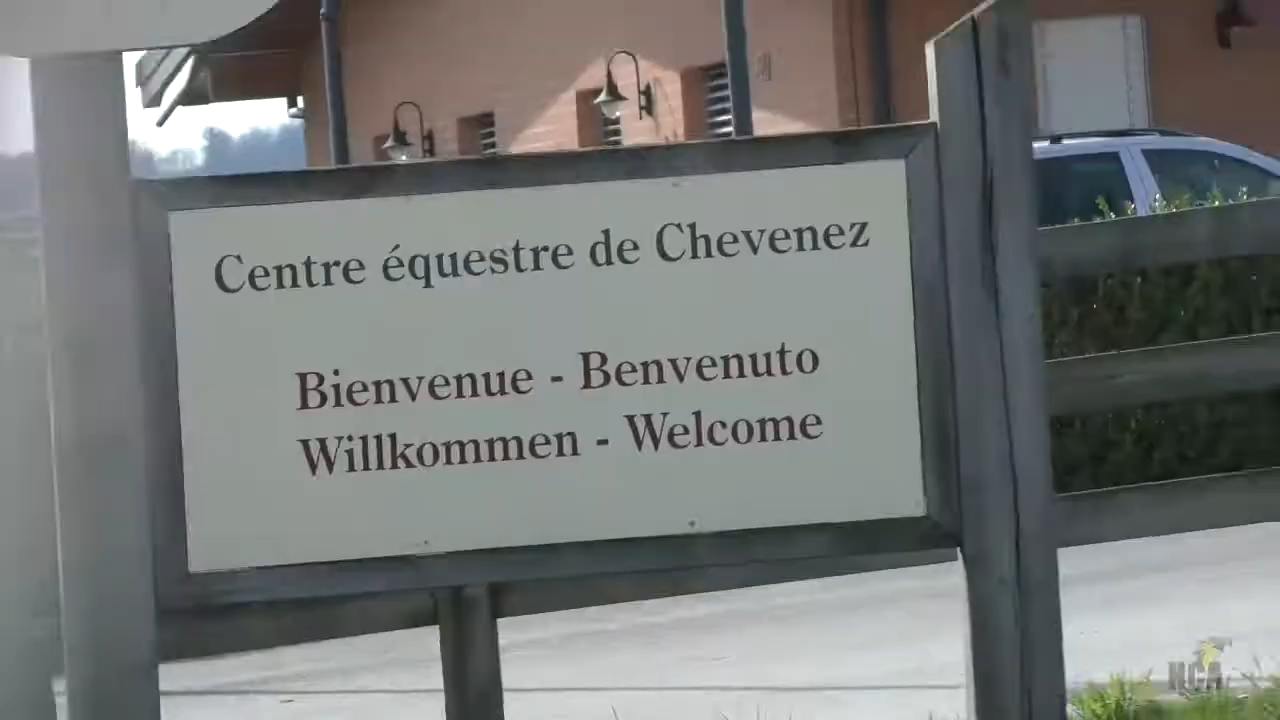 Centre équestre de Chevenez
Bienvenue - Benvenuto
Willkommen - Welcome